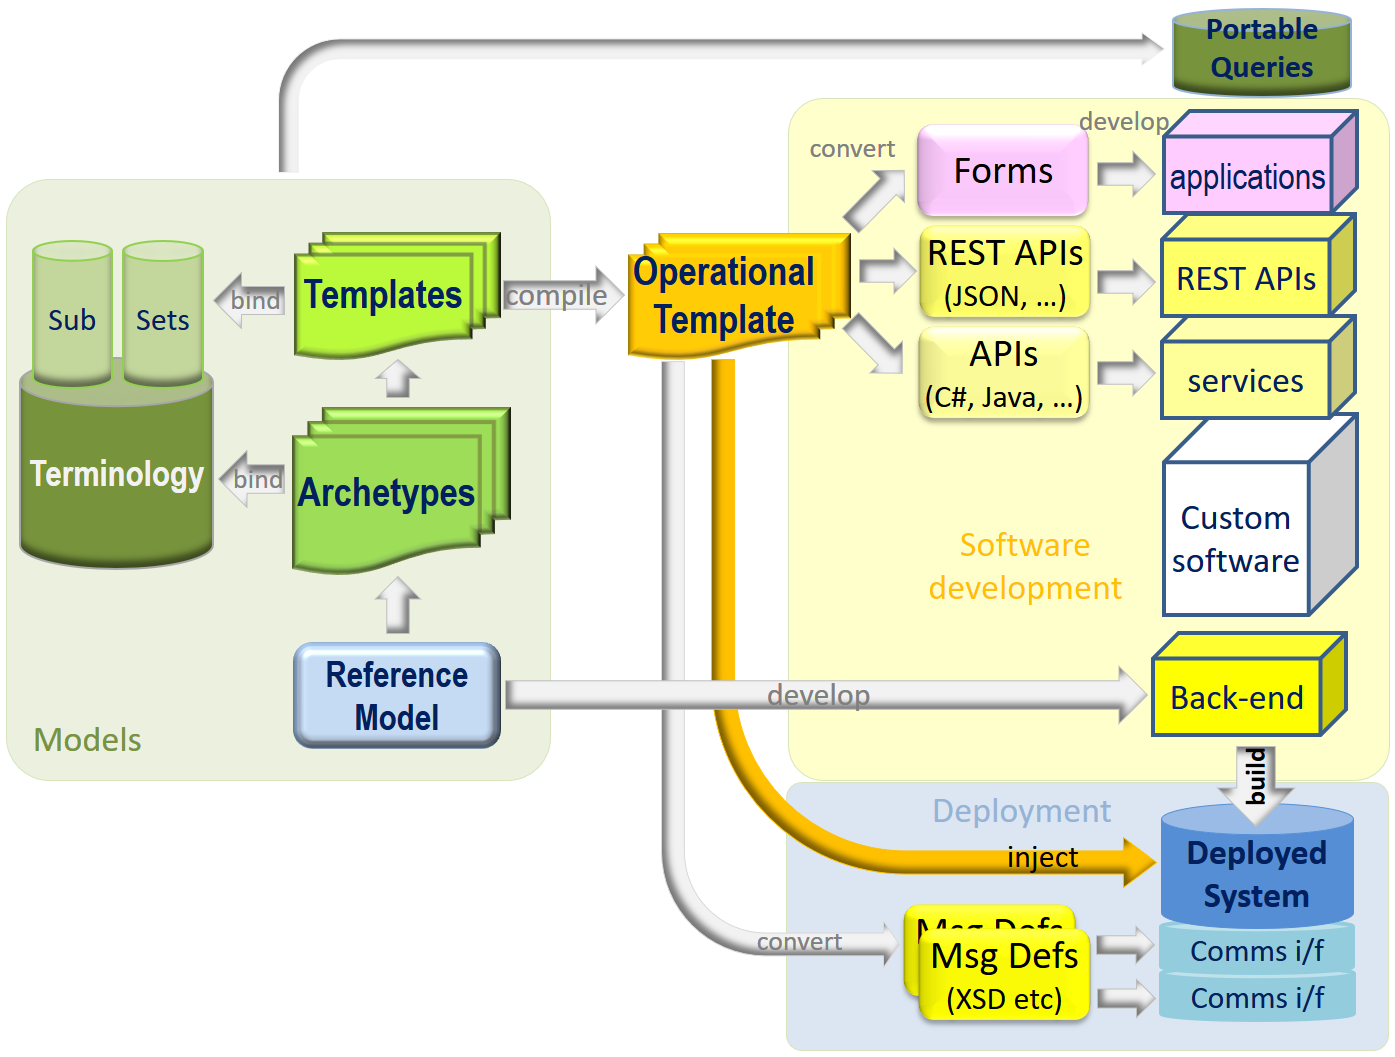 Portable
Queries
develop
convert
Forms
applications
REST APIs
(JSON, ...)
REST APIs
Sub
Sets
bind
Templates
compile
Operational
Template
APIs
(C#, Java, ...)
services
Terminology
bind
Archetypes
Custom
software
Software
development
Reference
Model
develop
Back-end
Models
build
Deployment
inject
Deployed
System
convert
Msg Defs
Msg Defs
(XSD etc)
Comms i/f
Comms i/f